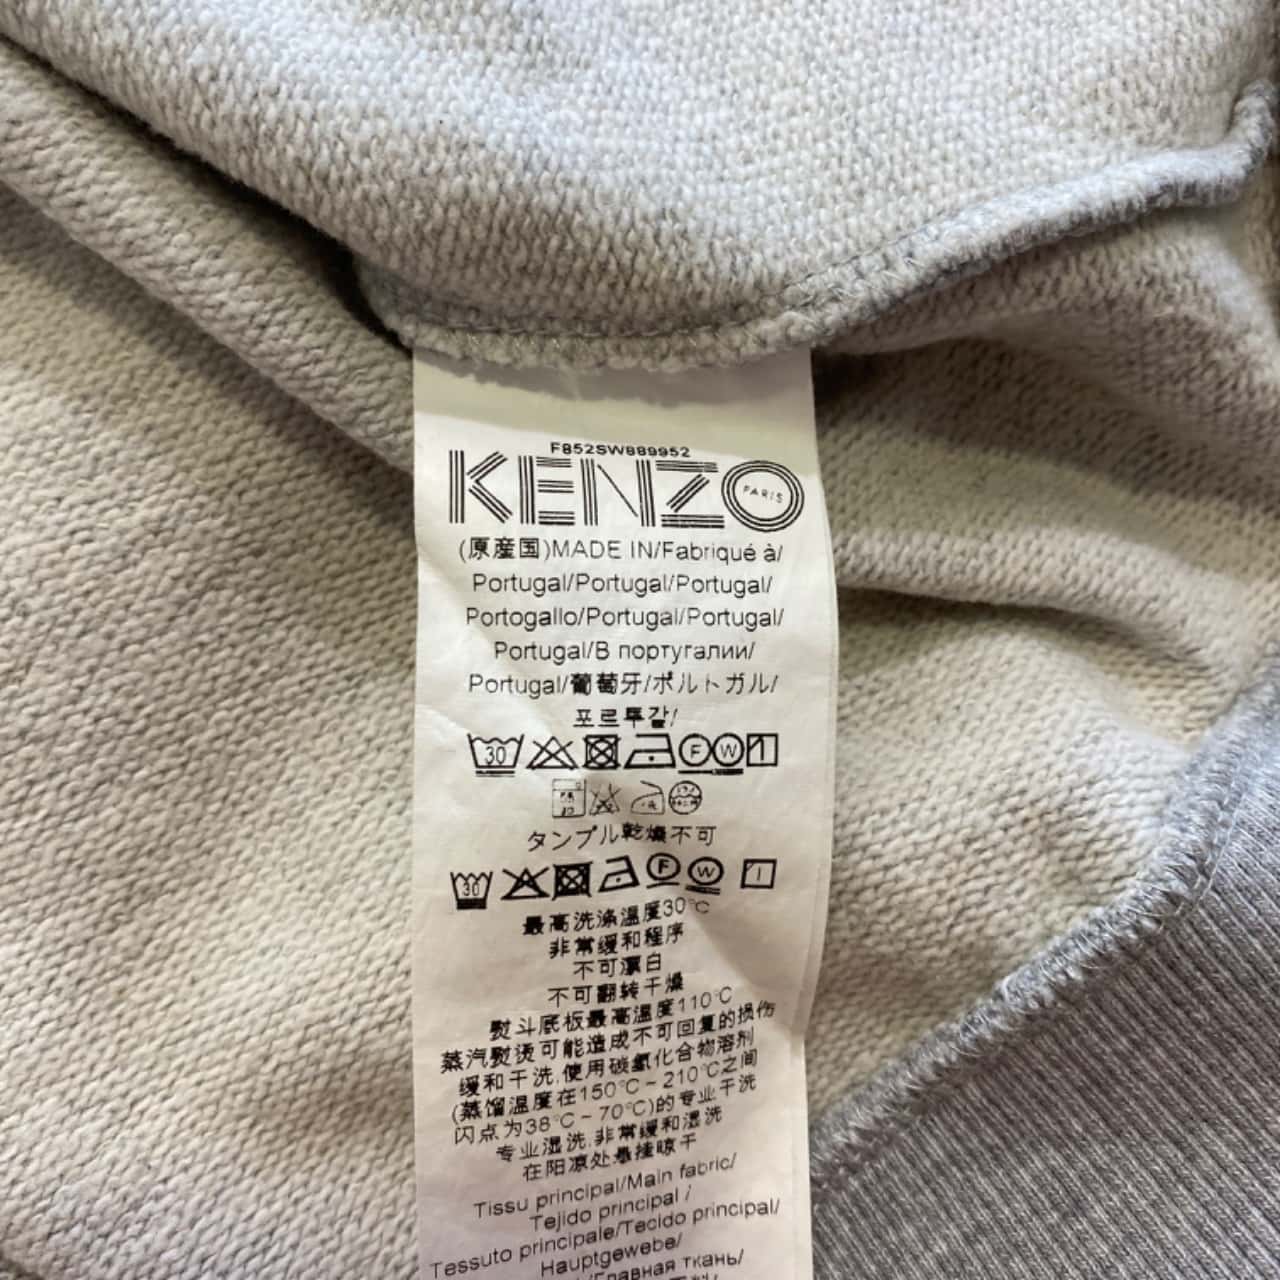 F852SW889952
KENZO PARIS
(原産国)MADE IN/Fabriqué à/
Portugal/Portugal/Portugal/
Portogallo/Portugal/Portugal/
Portugal/В португалии/
Portugal/葡萄牙/ポルトガル/
포르투갈/
30 F W
タンブル乾燥不可
30 F W
最高洗涤温度30°C
非常缓和程序
不可漂白
不可翻转干燥
熨斗底板最高温度110°C
蒸汽熨烫可能造成不可回复的损伤
缓和干洗,使用碳氢化合物溶剂
(蒸馏温度在150°C~210°C之间
闪点为38°C~70°C)的专业干洗
专业湿洗,非常缓和湿洗
在阴凉处悬挂晾干
Tissu principal/Main fabric/
Tejido principal /
Tessuto principale/Tecido principal/
Hauptgewebe/
/Главная ткань/